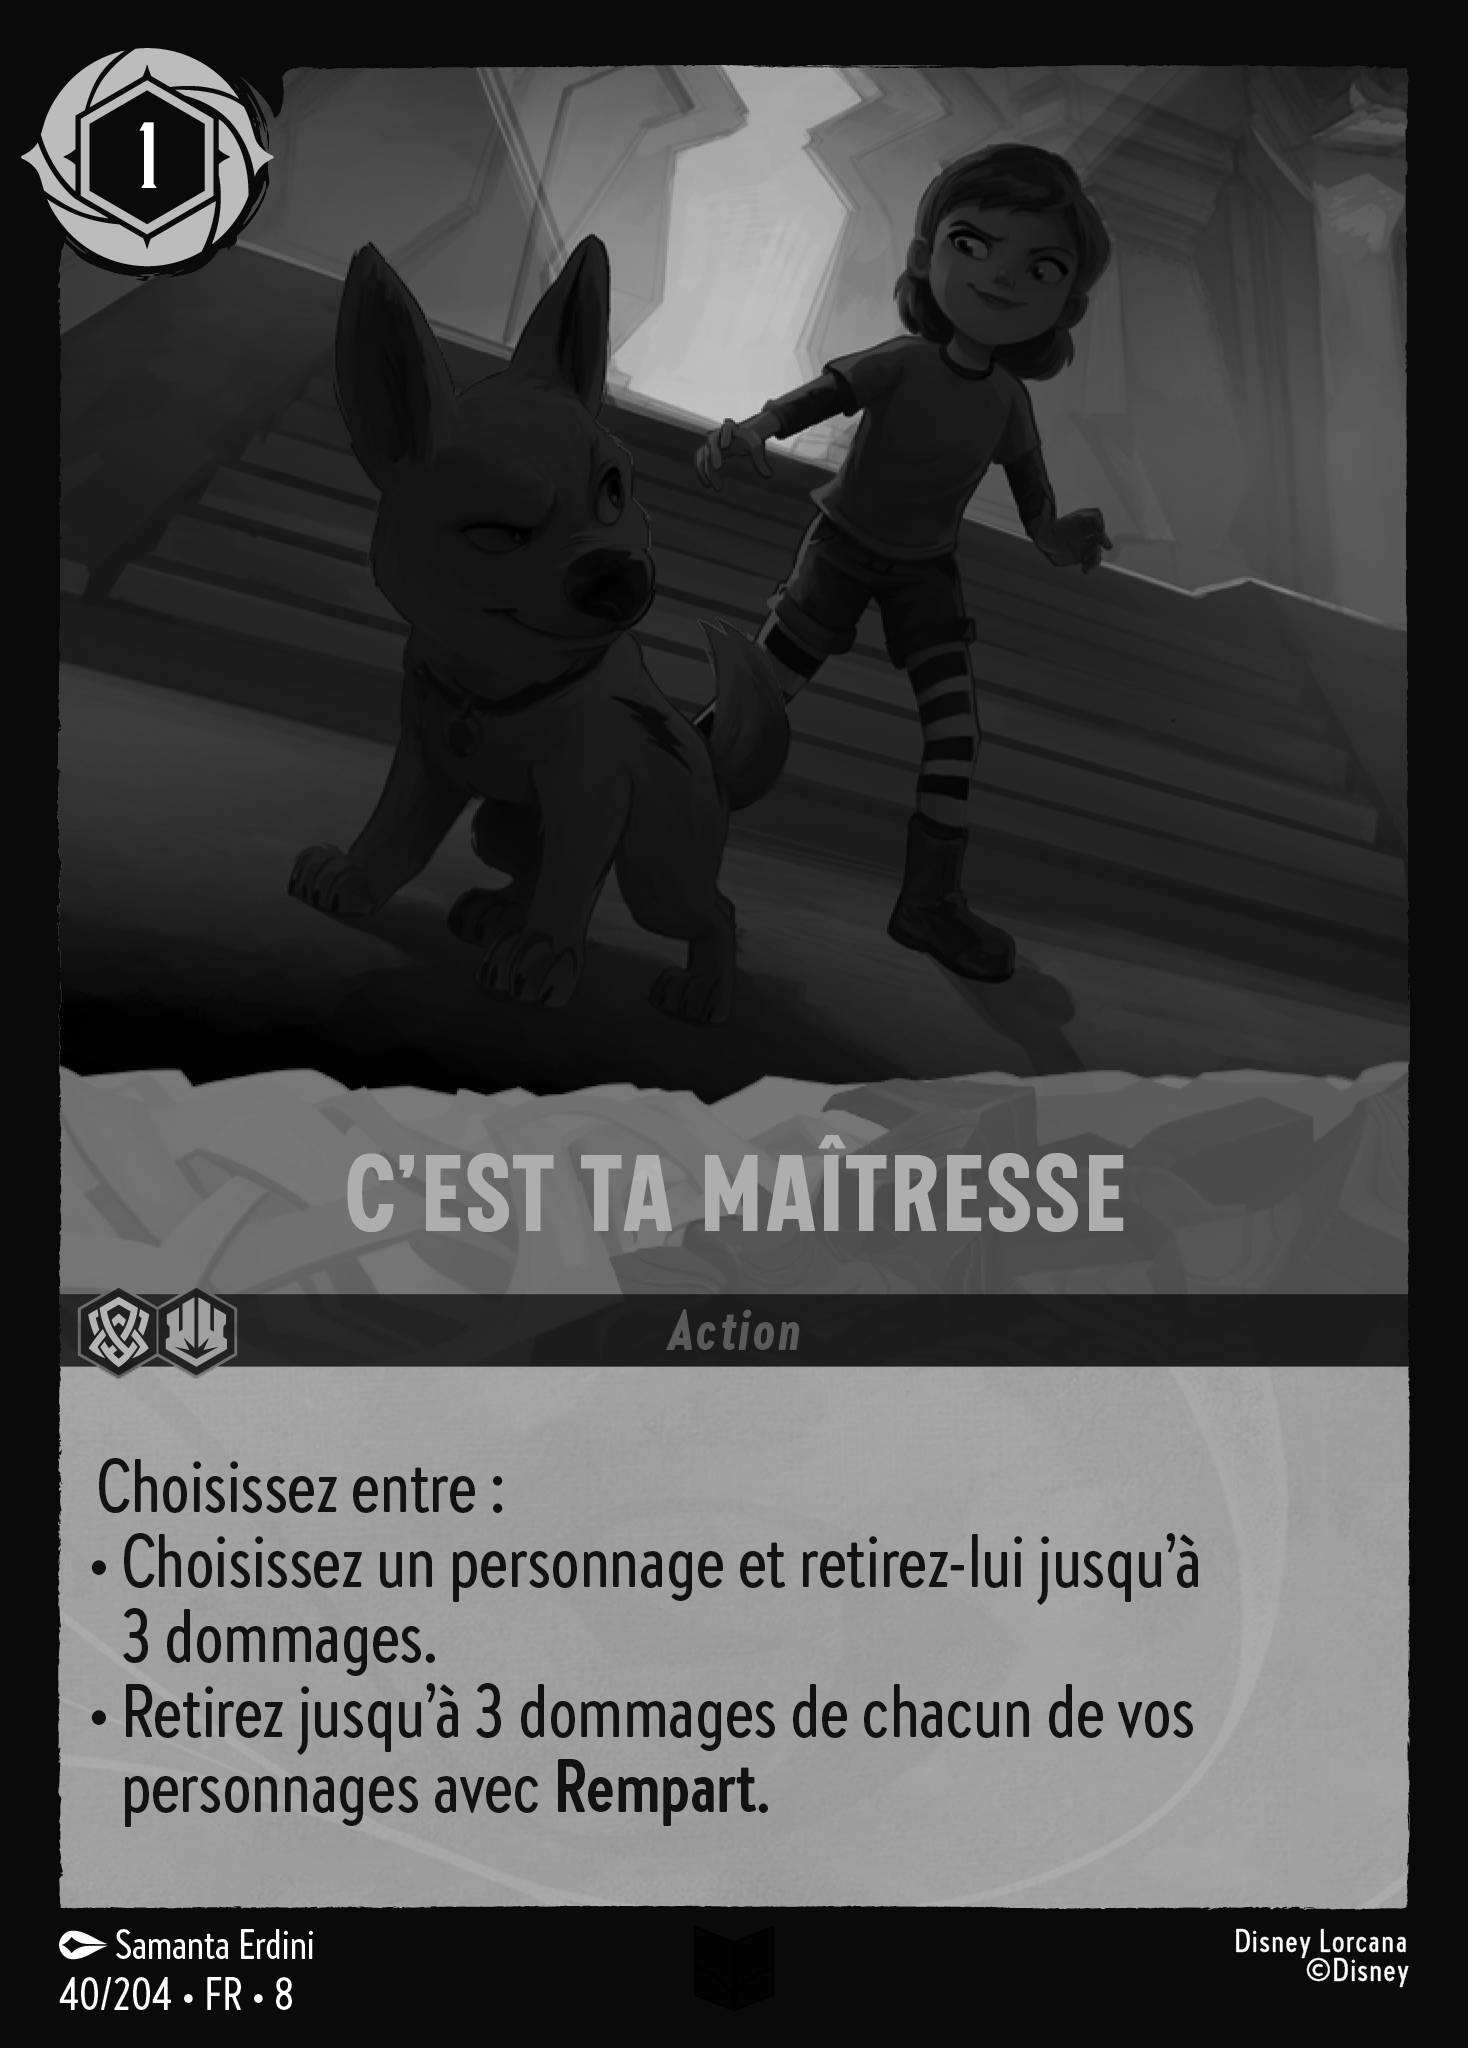 1
C’EST TA MAÎTRESSE
Action
Choisissez entre :
• Choisissez un personnage et retirez-lui jusqu’à
3 dommages.
• Retirez jusqu’à 3 dommages de chacun de vos
personnages avec Rempart.
Samanta Erdini
40/204 • FR • 8
Disney Lorcana
©Disney